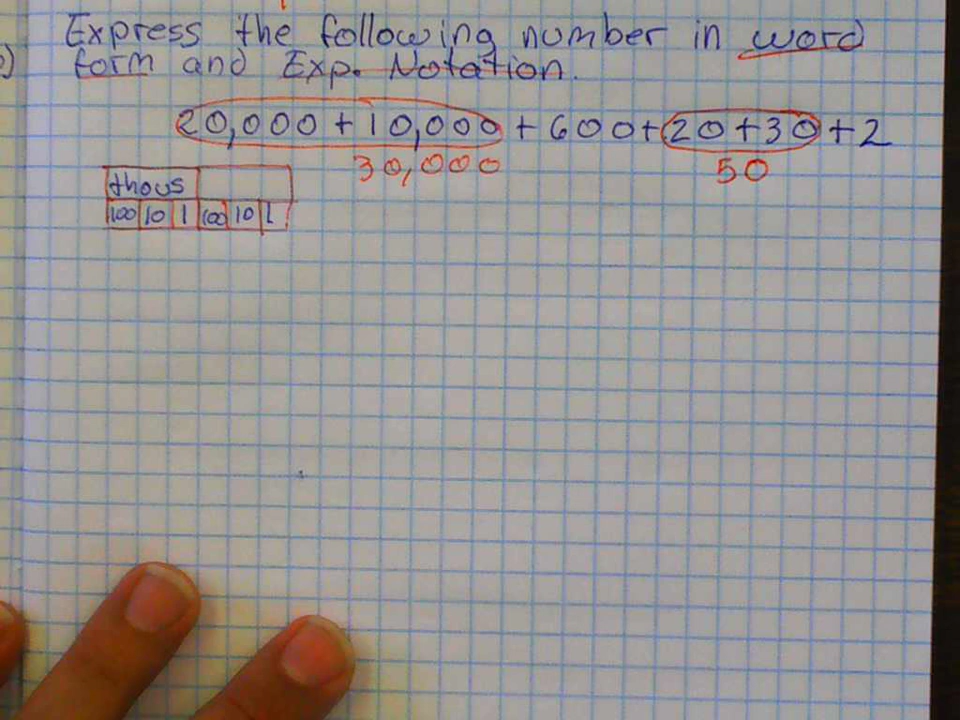 Express the following number in word
form and Exp. Notation.
20,000 + 10,000 + 600 + 20 + 30 + 2
30,000 50
thous
100 10 1 100 10 1